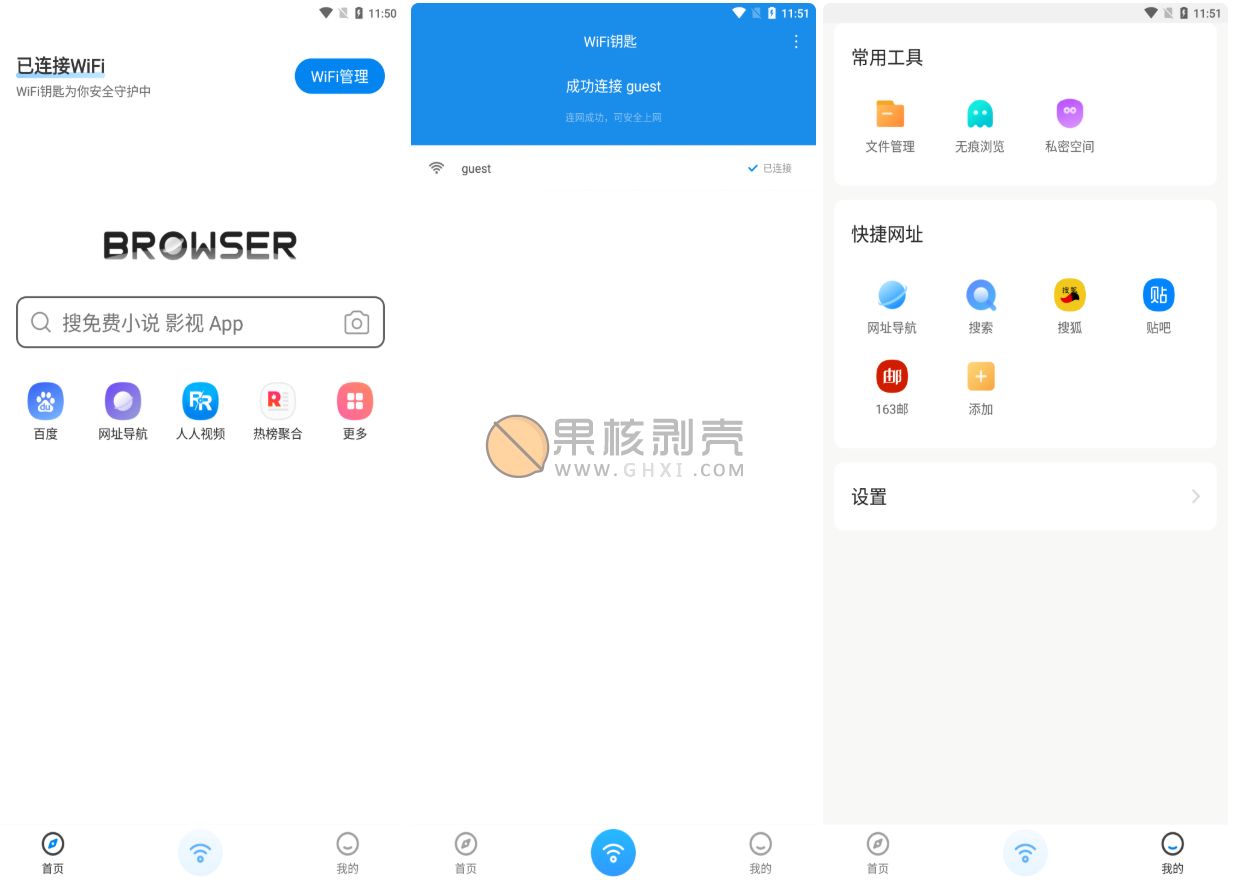 11:50
已连接WiFi
WiFi钥匙为你安全守护中
WiFi管理
BROWSER
搜免费小说 影视 App
du
RR
R
百度
网址导航
人人视频
热榜聚合
更多
首页
我的
11:51
WiFi钥匙
成功连接 guest
连网成功，可安全上网
guest
已连接
果核剥壳
WWW.GHXI.COM
首页
我的
11:51
常用工具
文件管理
无痕浏览
私密空间
快捷网址
搜狐
贴
网址导航
搜索
搜狐
贴吧
邮
163邮
添加
设置
首页
我的